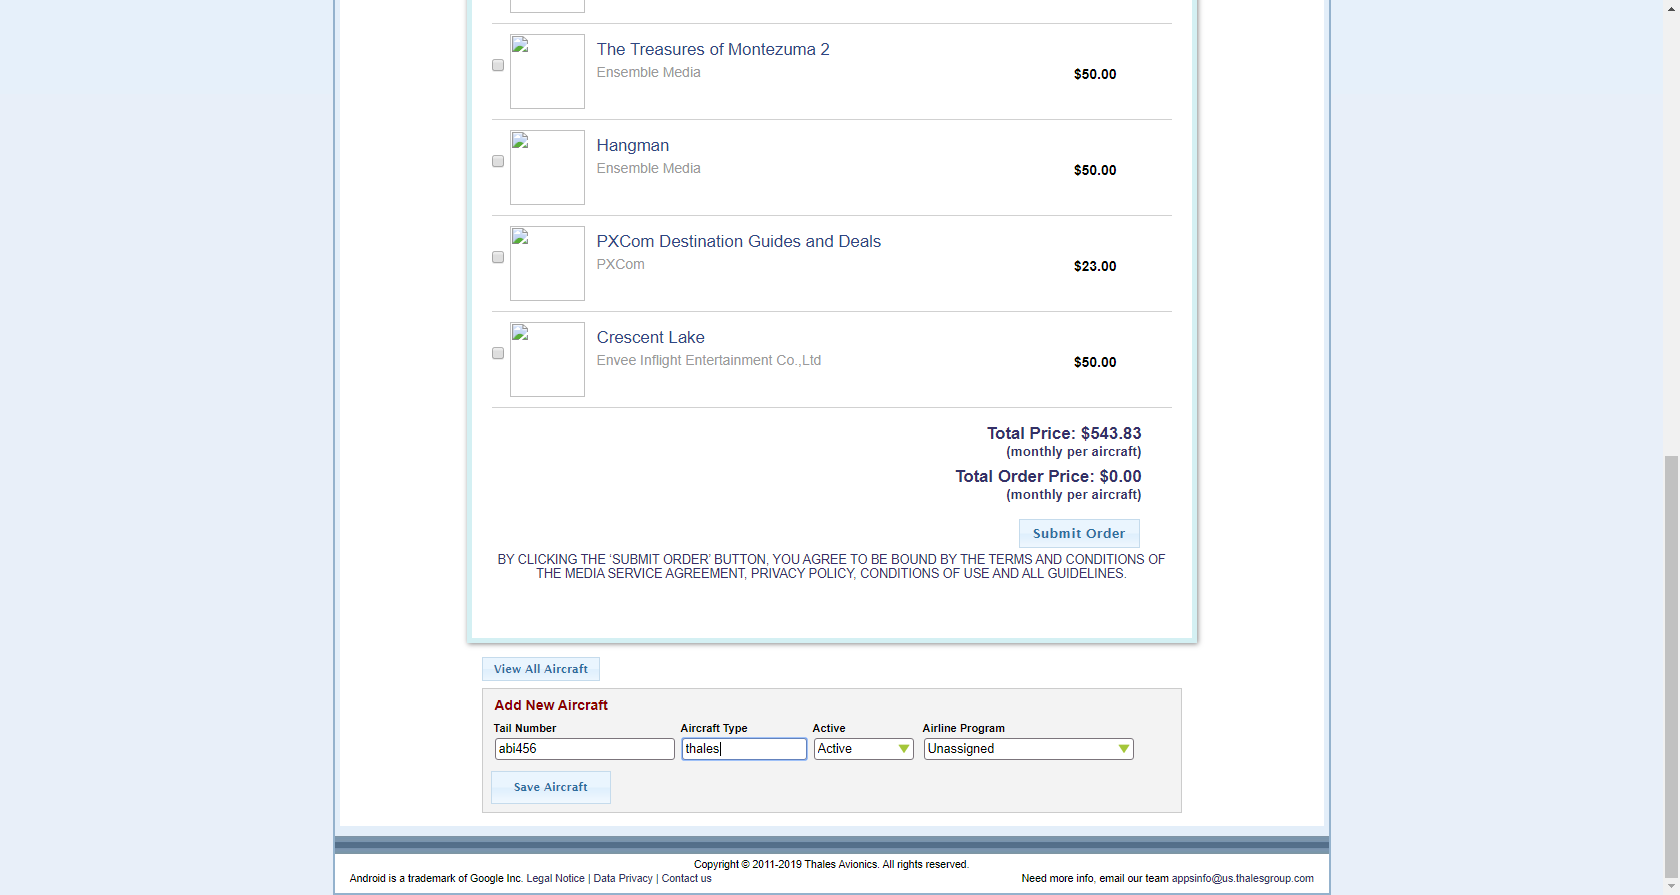 The Treasures of Montezuma 2
Ensemble Media
$50.00
Hangman
Ensemble Media
$50.00
PXCom Destination Guides and Deals
PXCom
$23.00
Crescent Lake
Envee Inflight Entertainment Co.,Ltd
$50.00
Total Price: $543.83
(monthly per aircraft)
Total Order Price: $0.00
(monthly per aircraft)
Submit Order
BY CLICKING THE ‘SUBMIT ORDER’ BUTTON, YOU AGREE TO BE BOUND BY THE TERMS AND CONDITIONS OF
THE MEDIA SERVICE AGREEMENT, PRIVACY POLICY, CONDITIONS OF USE AND ALL GUIDELINES.
View All Aircraft
Add New Aircraft
Tail Number Aircraft Type Active Airline Program
abi456 thales Active Unassigned
Save Aircraft
Copyright © 2011-2019 Thales Avionics. All rights reserved.
Android is a trademark of Google Inc. Legal Notice | Data Privacy | Contact us Need more info, email our team appsinfo@us.thalesgroup.com